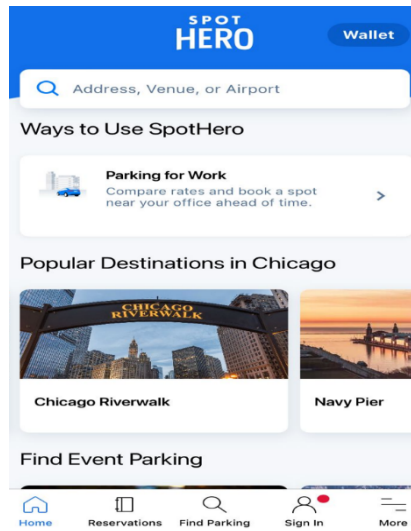 SPOT
HERO
Wallet
Address, Venue, or Airport
Ways to Use SpotHero
Parking for Work
Compare rates and book a spot
near your office ahead of time.
Popular Destinations in Chicago
CHICAGO
RIVERWALK
Chicago Riverwalk
Navy Pier
Find Event Parking
Home
Reservations
Find Parking
Sign In
More